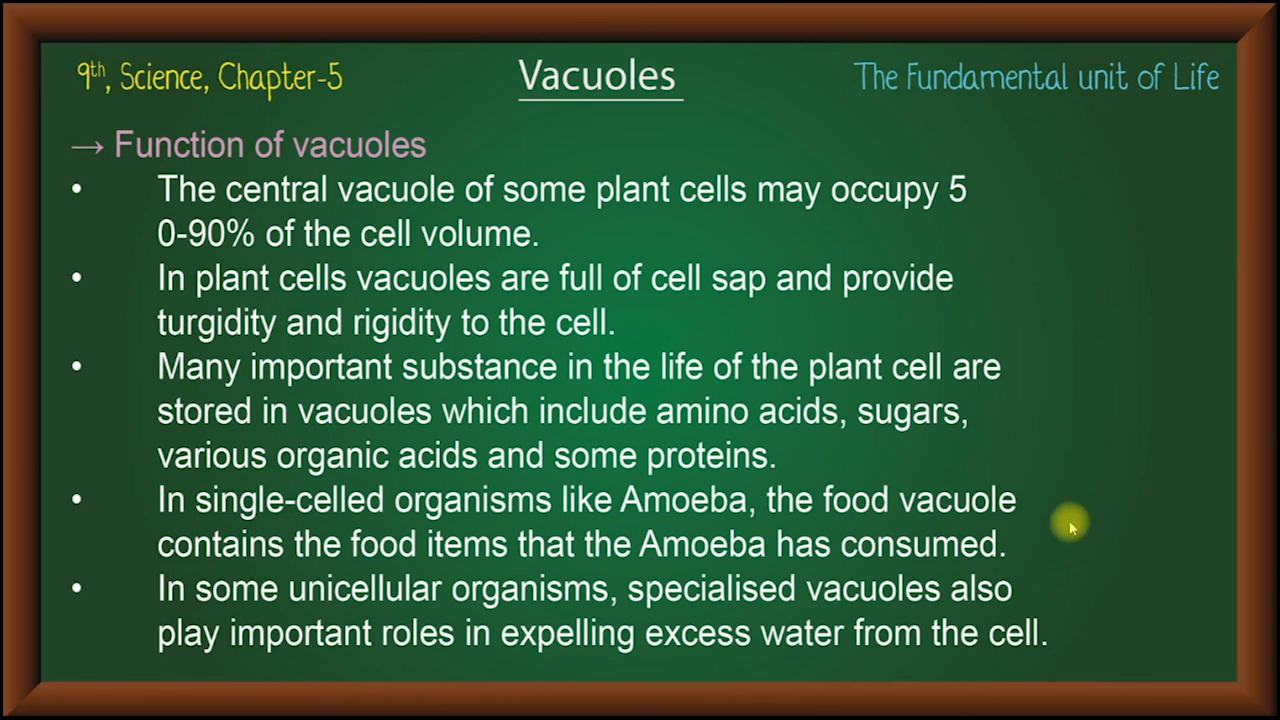 9th, Science, Chapter-5
Vacuoles
The Fundamental unit of Life
→ Function of vacuoles
• The central vacuole of some plant cells may occupy 5
0-90% of the cell volume.
• In plant cells vacuoles are full of cell sap and provide
turgidity and rigidity to the cell.
• Many important substance in the life of the plant cell are
stored in vacuoles which include amino acids, sugars,
various organic acids and some proteins.
• In single-celled organisms like Amoeba, the food vacuole
contains the food items that the Amoeba has consumed.
• In some unicellular organisms, specialised vacuoles also
play important roles in expelling excess water from the cell.